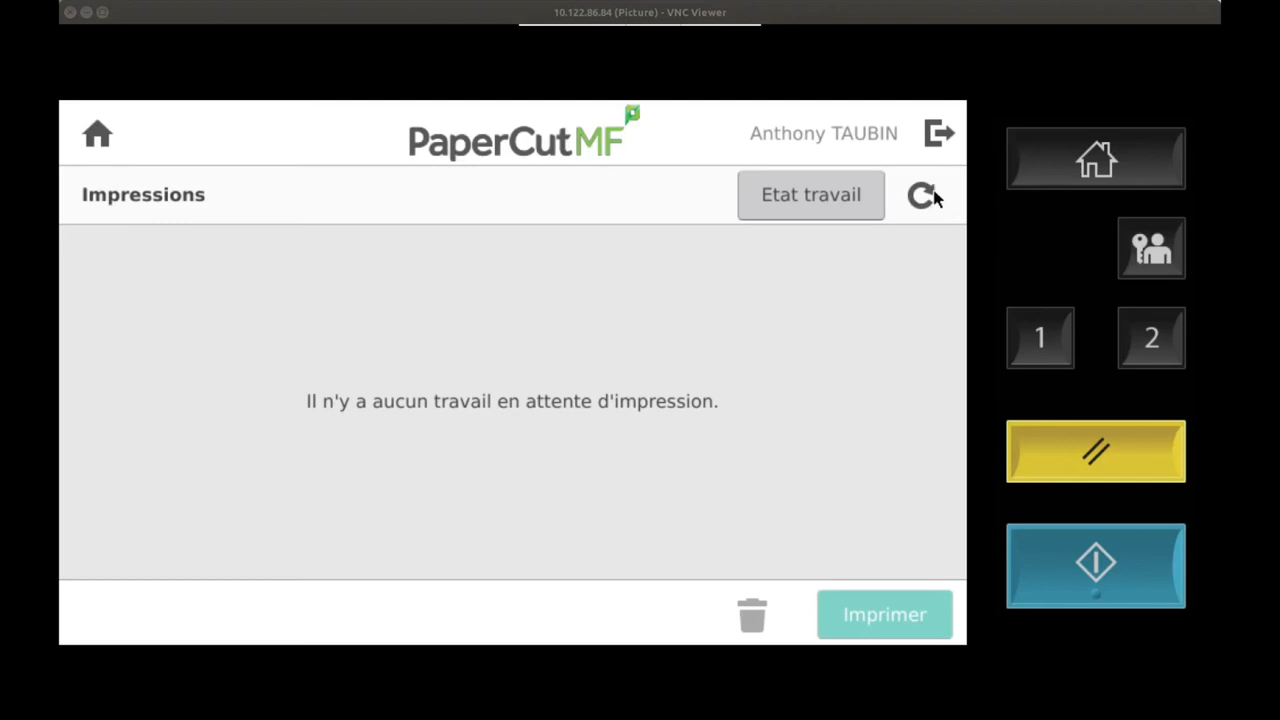 10.122.86.84 (Picture) - VNC Viewer
PaperCutMF
Anthony TAUBIN
Impressions
Etat travail
1
2
Il n'y a aucun travail en attente d'impression.
Imprimer